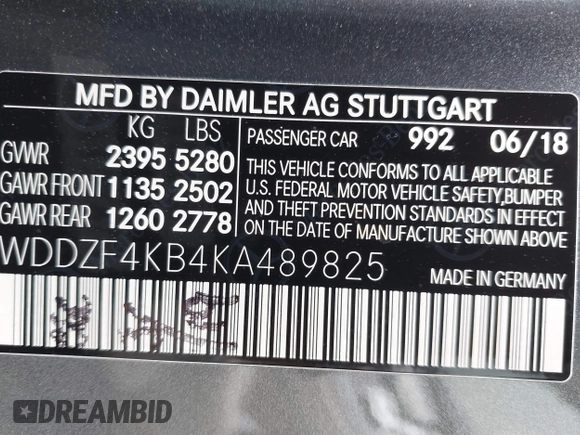 MFD BY DAIMLER AG STUTTGART
KG LBS
GVWR 2395 5280
GAWR FRONT 1135 2502
GAWR REAR 1260 2778
PASSENGER CAR 992 06/18
THIS VEHICLE CONFORMS TO ALL APPLICABLE
U.S. FEDERAL MOTOR VEHICLE SAFETY,BUMPER
AND THEFT PREVENTION STANDARDS IN EFFECT
ON THE DATE OF MANUFACTURE SHOWN ABOVE.
WDDZF4KB4KA489825
MADE IN GERMANY
DREAMBID